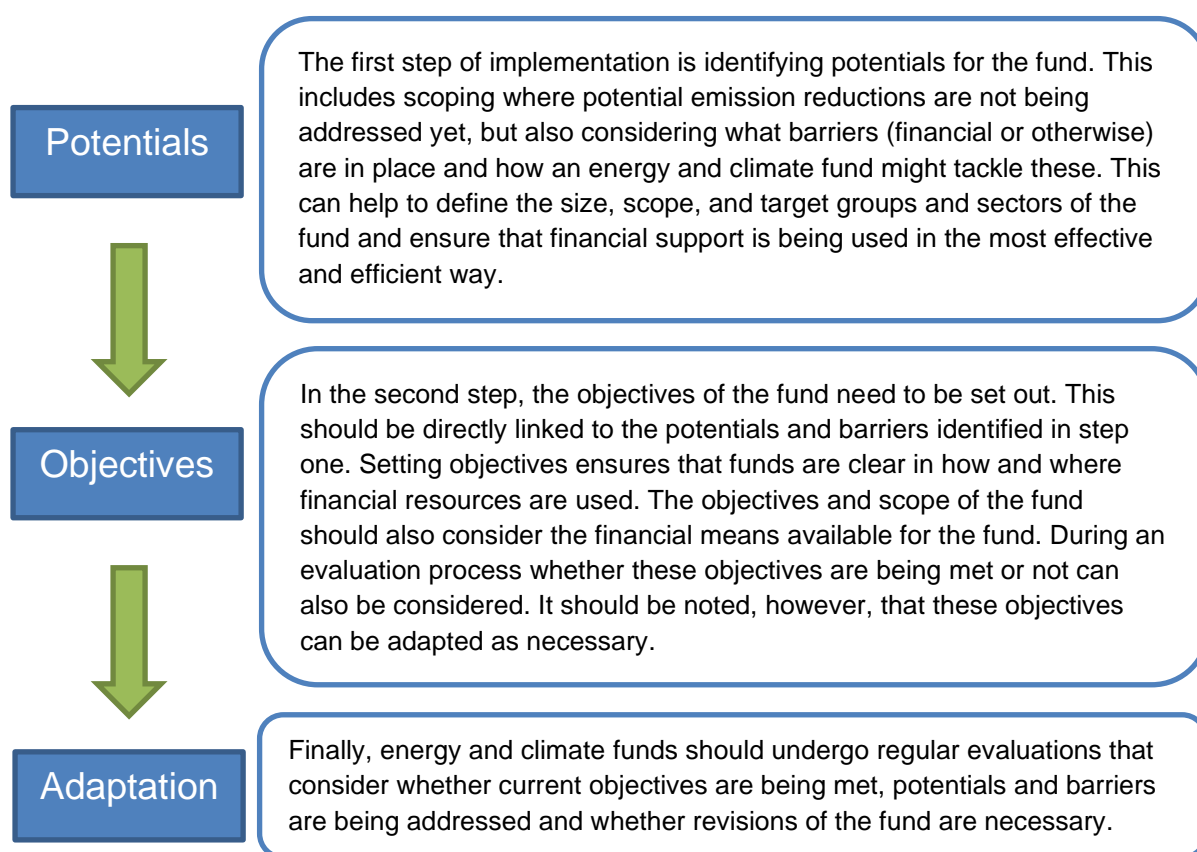 Potentials
The first step of implementation is identifying potentials for the fund. This
includes scoping where potential emission reductions are not being
addressed yet, but also considering what barriers (financial or otherwise)
are in place and how an energy and climate fund might tackle these. This
can help to define the size, scope, and target groups and sectors of the
fund and ensure that financial support is being used in the most effective
and efficient way.
Objectives
In the second step, the objectives of the fund need to be set out. This
should be directly linked to the potentials and barriers identified in step
one. Setting objectives ensures that funds are clear in how and where
financial resources are used. The objectives and scope of the fund
should also consider the financial means available for the fund. During an
evaluation process whether these objectives are being met or not can
also be considered. It should be noted, however, that these objectives
can be adapted as necessary.
Adaptation
Finally, energy and climate funds should undergo regular evaluations that
consider whether current objectives are being met, potentials and barriers
are being addressed and whether revisions of the fund are necessary.